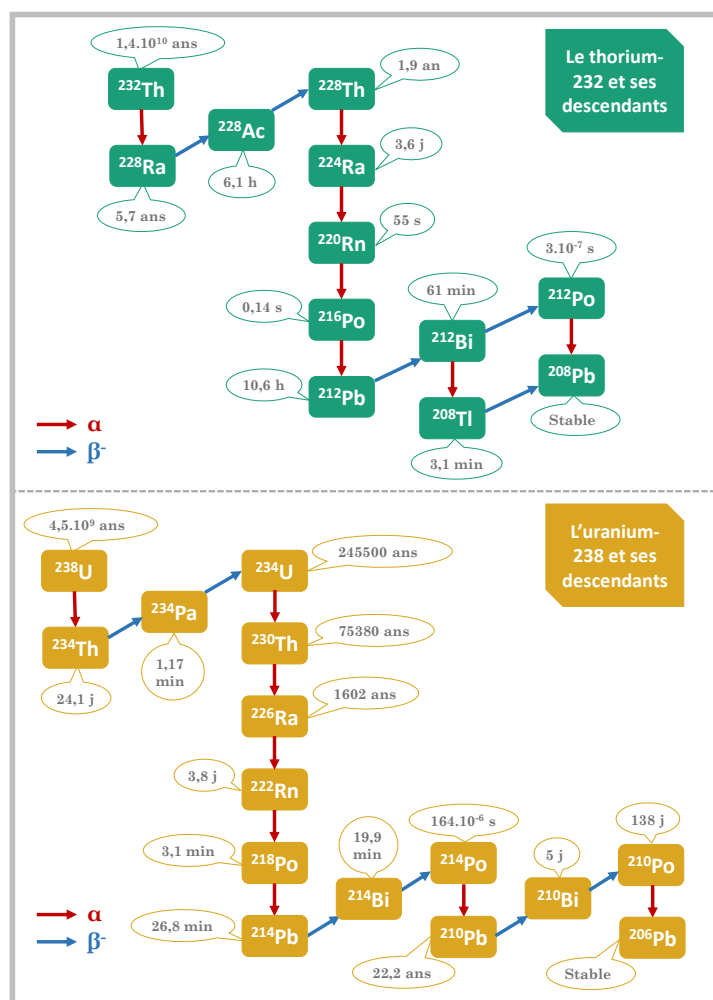 1,4.10¹⁰ ans
²³²Th
²²⁸Th
1,9 an
Le thorium-
232 et ses
descendants
²²⁸Ac
²²⁸Ra
²²⁴Ra
3,6 j
6,1 h
5,7 ans
²²⁰Rn
55 s
3.10⁻⁷ s
61 min
²¹²Po
0,14 s
²¹⁶Po
²¹²Bi
²⁰⁸Pb
10,6 h
²¹²Pb
²⁰⁸Tl
Stable
α
β⁻
3,1 min
4,5.10⁹ ans
²³⁸U
²³⁴U
245500 ans
L'uranium-
238 et ses
descendants
²³⁴Pa
²³⁴Th
²³⁰Th
75380 ans
1,17
min
24,1 j
1602 ans
²²⁶Ra
3,8 j
²²²Rn
19,9
min
164.10⁻⁶ s
138 j
3,1 min
²¹⁸Po
²¹⁴Po
5 j
²¹⁰Po
²¹⁴Bi
²¹⁰Bi
α
β⁻
26,8 min
²¹⁴Pb
²¹⁰Pb
²⁰⁶Pb
22,2 ans
Stable